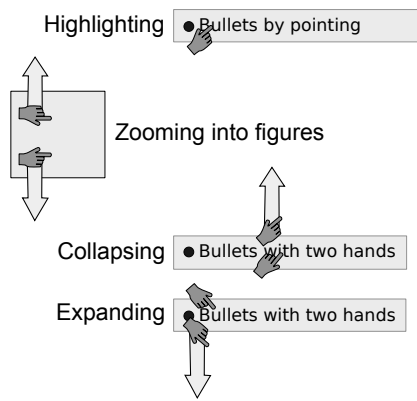 Highlighting ● Bullets by pointing
Zooming into figures
Collapsing ● Bullets with two hands
Expanding ● Bullets with two hands